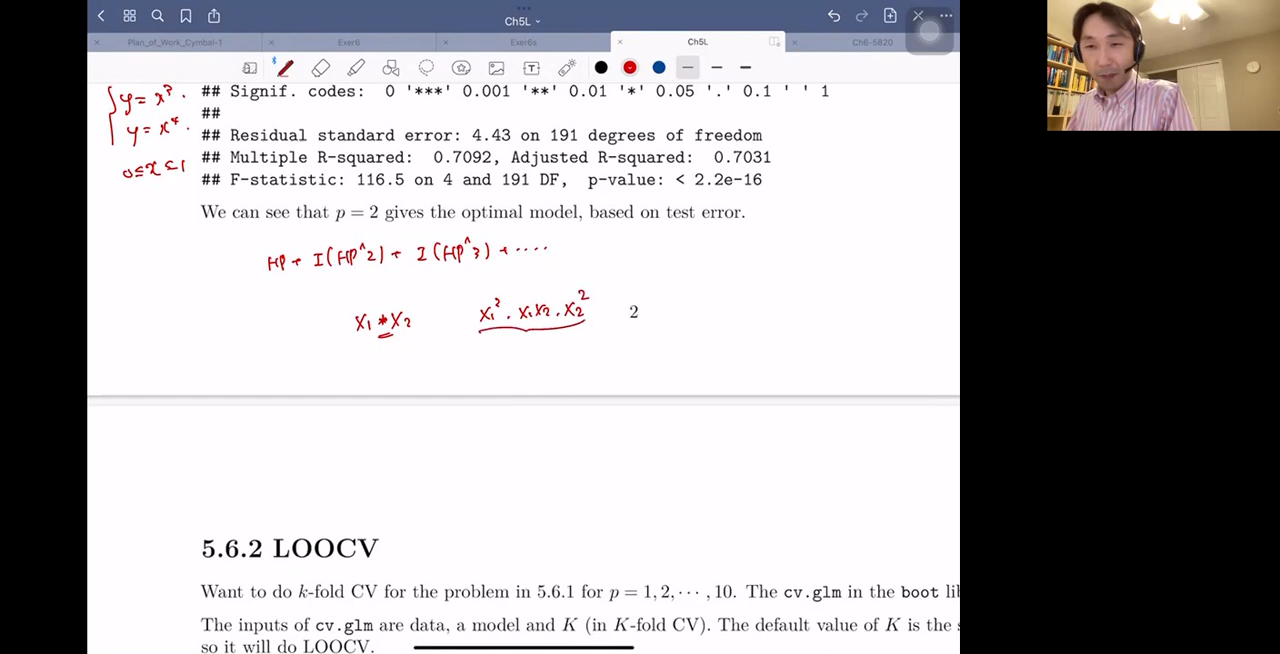 Ch5L
Plan_of_Work_Cymbal-1
Exer6
Exer6s
Ch5L
Ch6-5820
## Signif. codes: 0 '***' 0.001 '**' 0.01 '*' 0.05 '.' 0.1 ' ' 1
##
## Residual standard error: 4.43 on 191 degrees of freedom
## Multiple R-squared: 0.7092, Adjusted R-squared: 0.7031
## F-statistic: 116.5 on 4 and 191 DF, p-value: < 2.2e-16
y = x³.
y = x⁴.
0 ≤ x ≤ 1
We can see that p = 2 gives the optimal model, based on test error.
HP + I(HP^2) + I(HP^3) + ....
X₁ * X₂ X₁² . X₁X₂ . X₂²
2
5.6.2 LOOCV
Want to do k-fold CV for the problem in 5.6.1 for p = 1, 2, ⋯ , 10. The cv.glm in the boot
The inputs of cv.glm are data, a model and K (in K-fold CV). The default value of K is the
so it will do LOOCV.